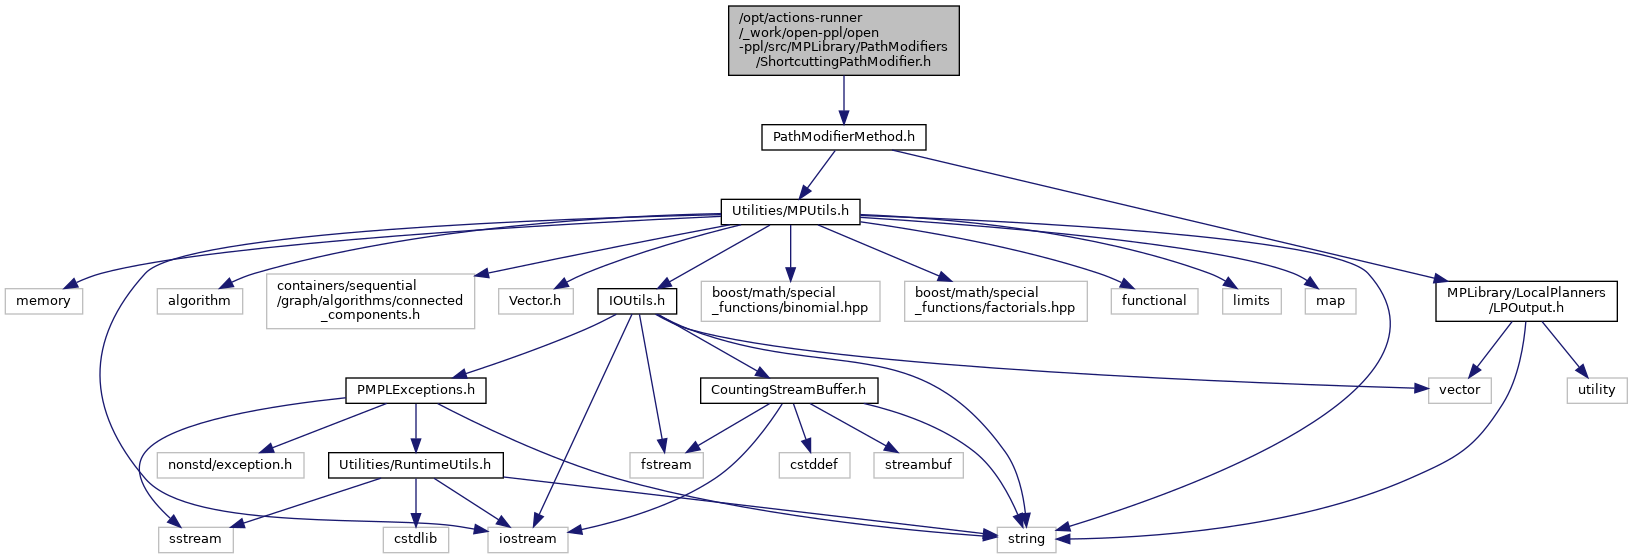 /opt/actions-runner
/_work/open-ppl/open
-ppl/src/MPLibrary/PathModifiers
/ShortcuttingPathModifier.h
PathModifierMethod.h
Utilities/MPUtils.h
memory
algorithm
containers/sequential
/graph/algorithms/connected
_components.h
Vector.h
IOUtils.h
boost/math/special
_functions/binomial.hpp
boost/math/special
_functions/factorials.hpp
functional
limits
map
MPLibrary/LocalPlanners
/LPOutput.h
PMPLExceptions.h
CountingStreamBuffer.h
vector
utility
nonstd/exception.h
Utilities/RuntimeUtils.h
fstream
cstddef
streambuf
sstream
cstdlib
iostream
string